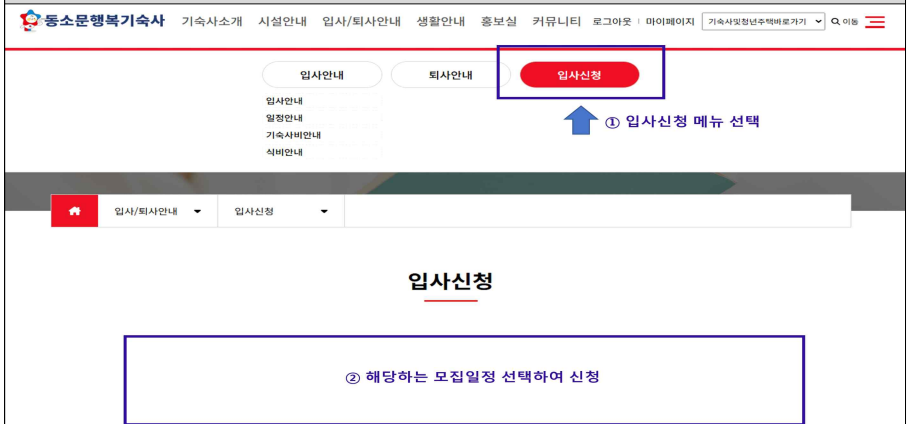 동소문행복기숙사 기숙사소개 시설안내 입사/퇴사안내 생활안내 홍보실 커뮤니티 로그아웃 마이페이지 기숙사및청년주택바로가기 이동
입사안내 퇴사안내 입사신청
입사안내
일정안내
기숙사비안내
식비안내
① 입사신청 메뉴 선택
입사/퇴사안내 입사신청
입사신청
② 해당하는 모집일정 선택하여 신청